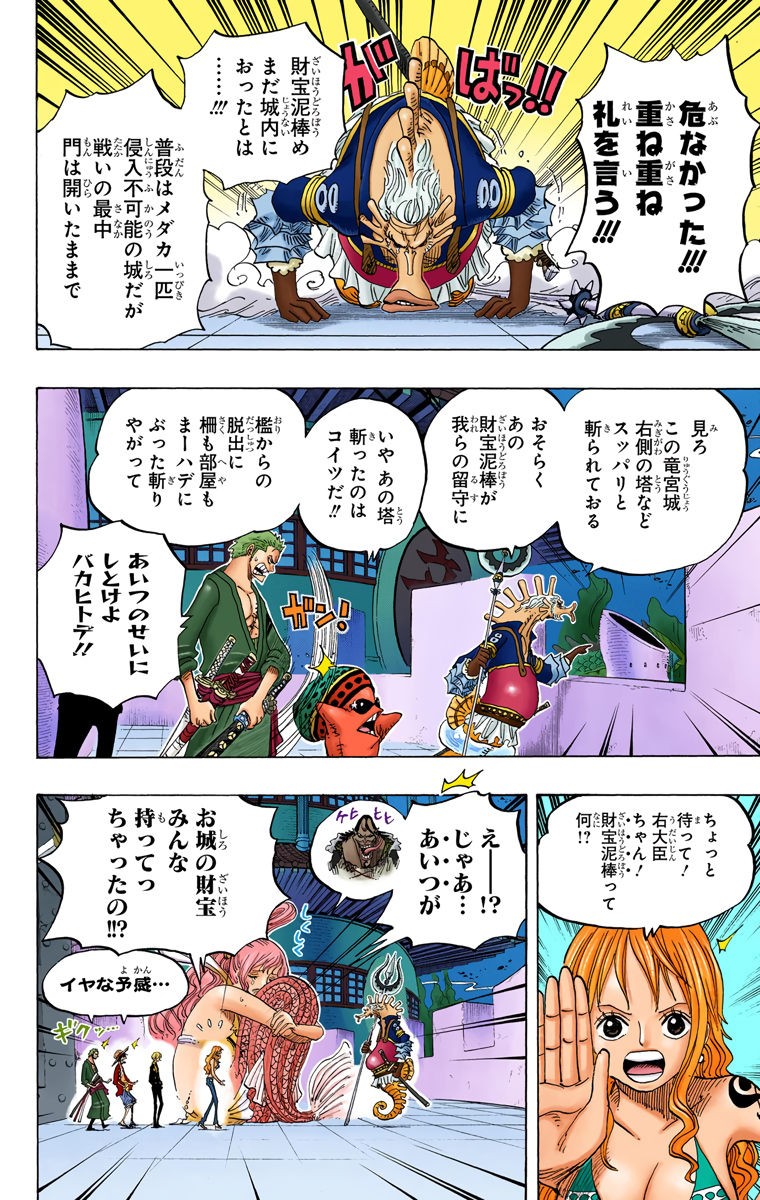 危なかった!!!
重ね重ね
礼を言う!!!
がばっ!!
財宝泥棒め
まだ城内に
おったとは
……!!!
普段はメダカ一匹
侵入不可能の城だが
戦いの最中
門は開いたままで
見ろ
この竜宮城
右側の塔など
スッパリと
斬られておる
おそらく
あの
財宝泥棒が
我らの留守に
いや あの塔
斬ったのは
コイツだ!!
檻からの
脱出に
柵も部屋も
まーハデに
ぶった斬り
やがって
ギン!
あいつのせいに
しとけよ
バカヒトデ!!
ちょっと
待って!
右大臣
ちゃん!
財宝泥棒って
何!?
え──!?
じゃあ…
あいつが
ケヒヒヒ
お城の財宝
みんな
持ってっ
ちゃったの!!?
しくしく
イヤな予感…
ギクッ…